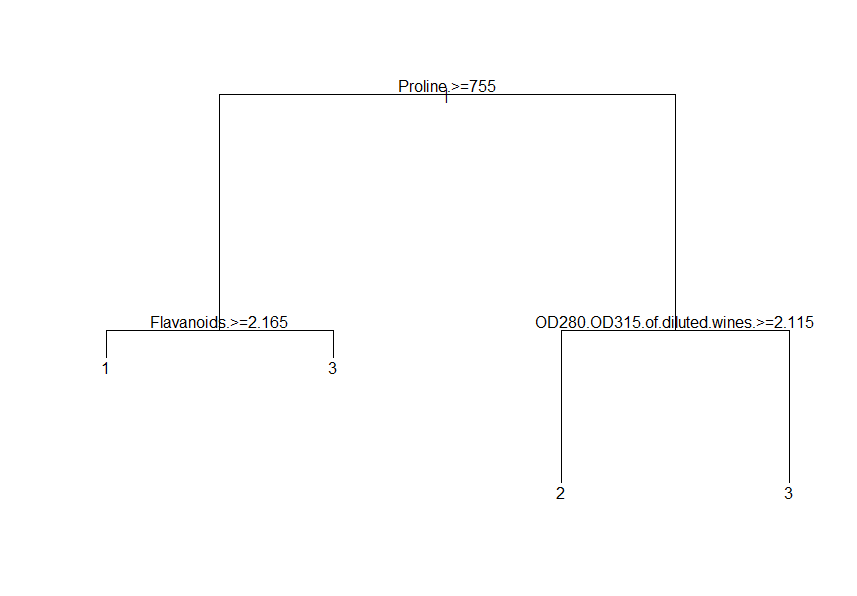 Proline.>=755
Flavanoids.>=2.165
OD280.OD315.of.diluted.wines.>=2.115
1
3
2
3